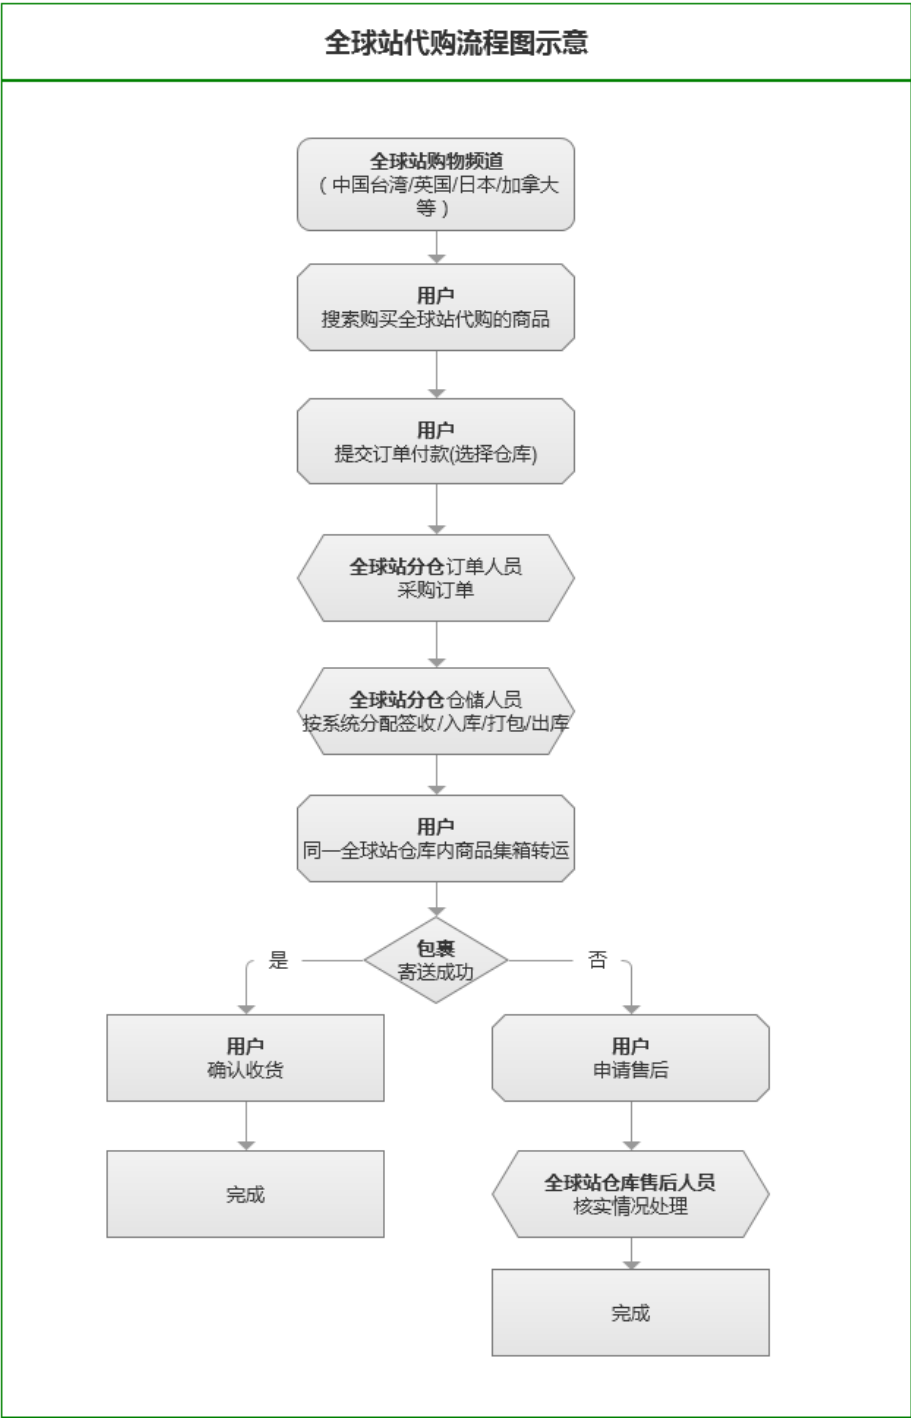 全球站代购流程图示意
全球站购物频道
（中国台湾/英国/日本/加拿大
等）
用户
搜索购买全球站代购的商品
用户
提交订单付款(选择仓库)
全球站分仓订单人员
采购订单
全球站分仓仓储人员
按系统分配签收/入库/打包/出库
用户
同一全球站仓库内商品集箱转运
包裹
寄送成功
是
否
用户
确认收货
用户
申请售后
完成
全球站仓库售后人员
核实情况处理
完成